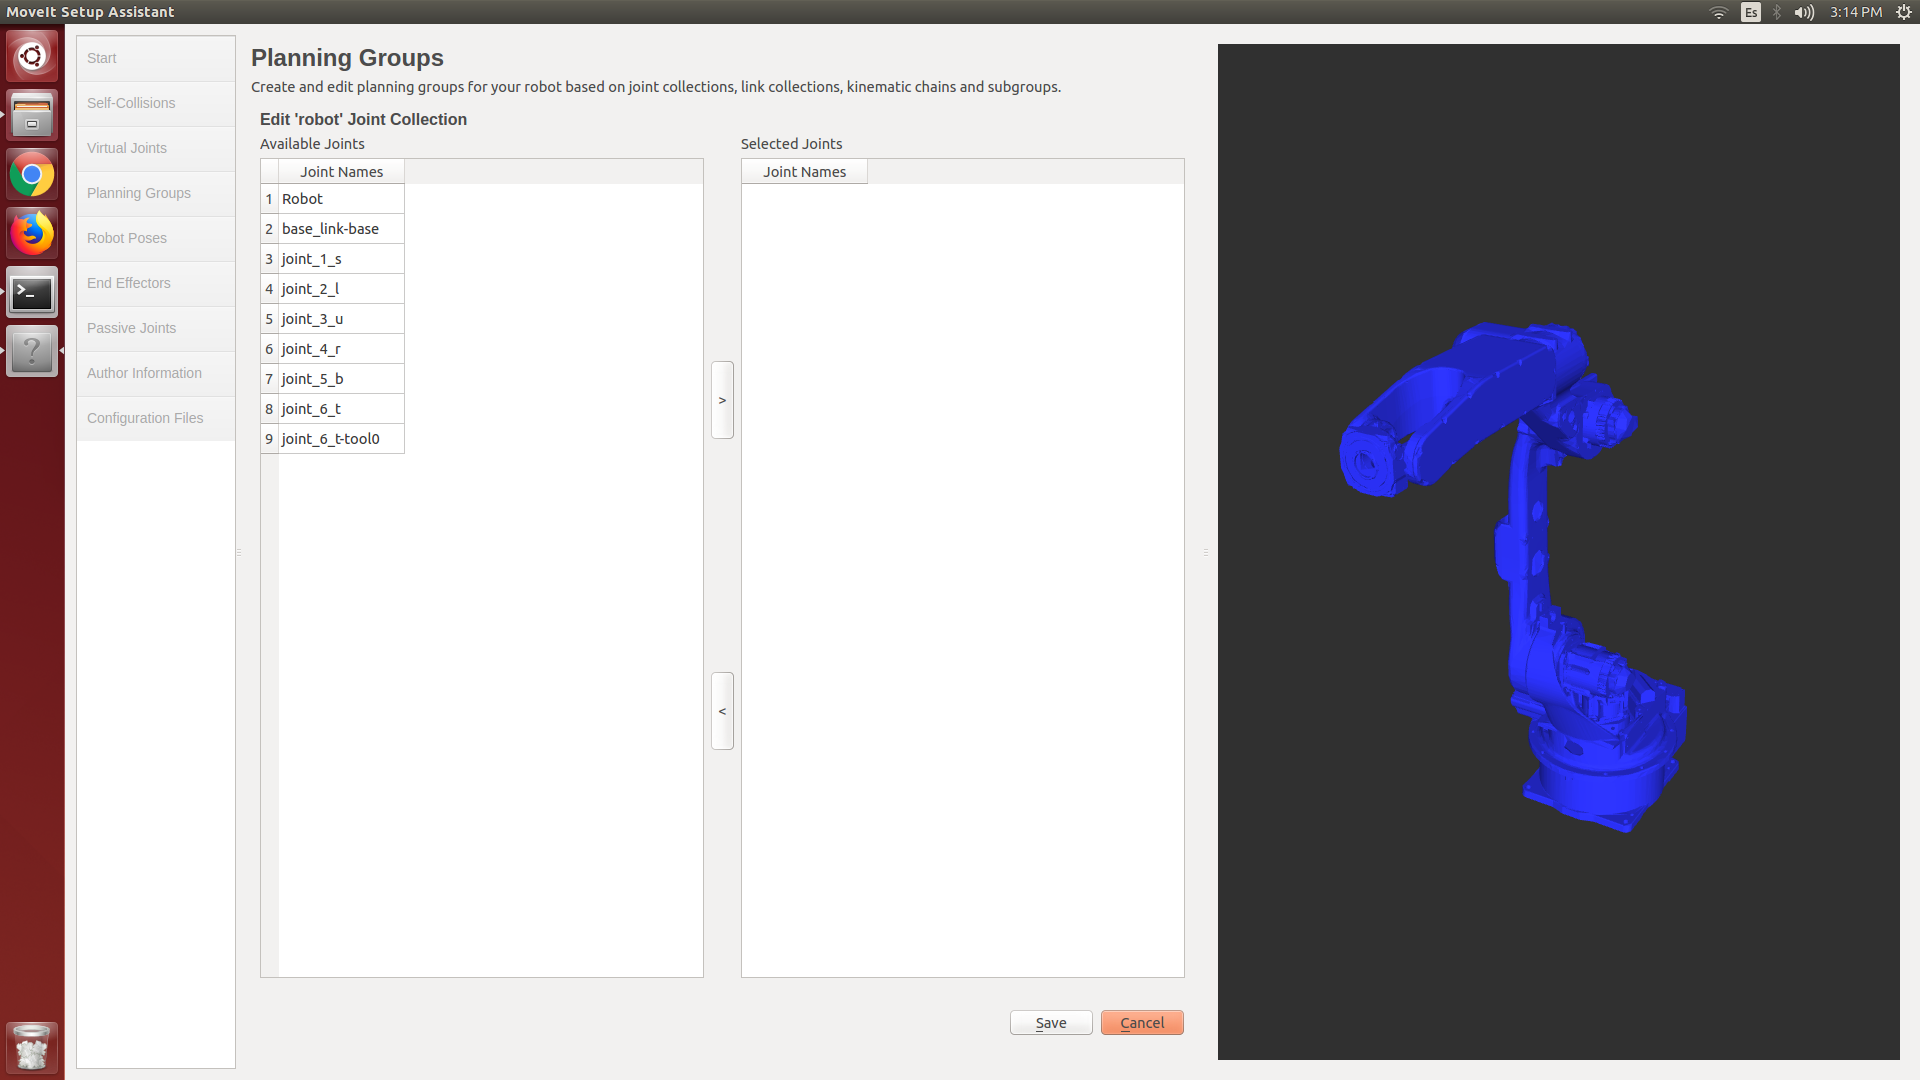 MoveIt Setup Assistant
Es
3:14 PM
Start
Self-Collisions
Virtual Joints
Planning Groups
Robot Poses
End Effectors
Passive Joints
Author Information
Configuration Files
Planning Groups
Create and edit planning groups for your robot based on joint collections, link collections, kinematic chains and subgroups.
Edit 'robot' Joint Collection
Available Joints
Joint Names
1 Robot
2 base_link-base
3 joint_1_s
4 joint_2_l
5 joint_3_u
6 joint_4_r
7 joint_5_b
8 joint_6_t
9 joint_6_t-tool0
>
<
Selected Joints
Joint Names
Save
Cancel